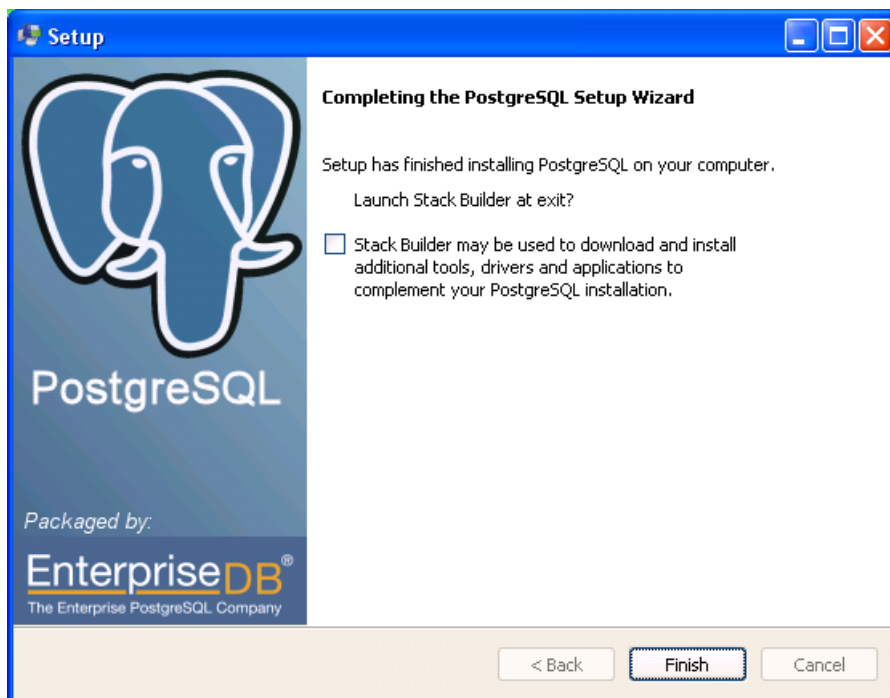 Setup
Completing the PostgreSQL Setup Wizard
Setup has finished installing PostgreSQL on your computer.
Launch Stack Builder at exit?
Stack Builder may be used to download and install
additional tools, drivers and applications to
complement your PostgreSQL installation.
PostgreSQL
Packaged by:
EnterpriseDB®
The Enterprise PostgreSQL Company
< Back
Finish
Cancel